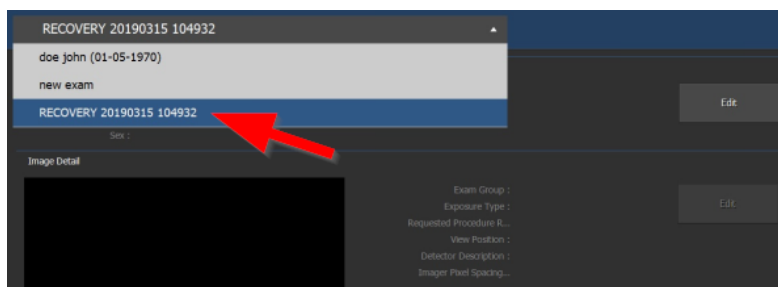 RECOVERY 20190315 104932
doe john (01-05-1970)
new exam
RECOVERY 20190315 104932
Edit
Sex :
Image Detail
Exam Group :
Edit
Exposure Type :
Requested Procedure R...
View Position :
Detector Description :
Imager Pixel Spacing...